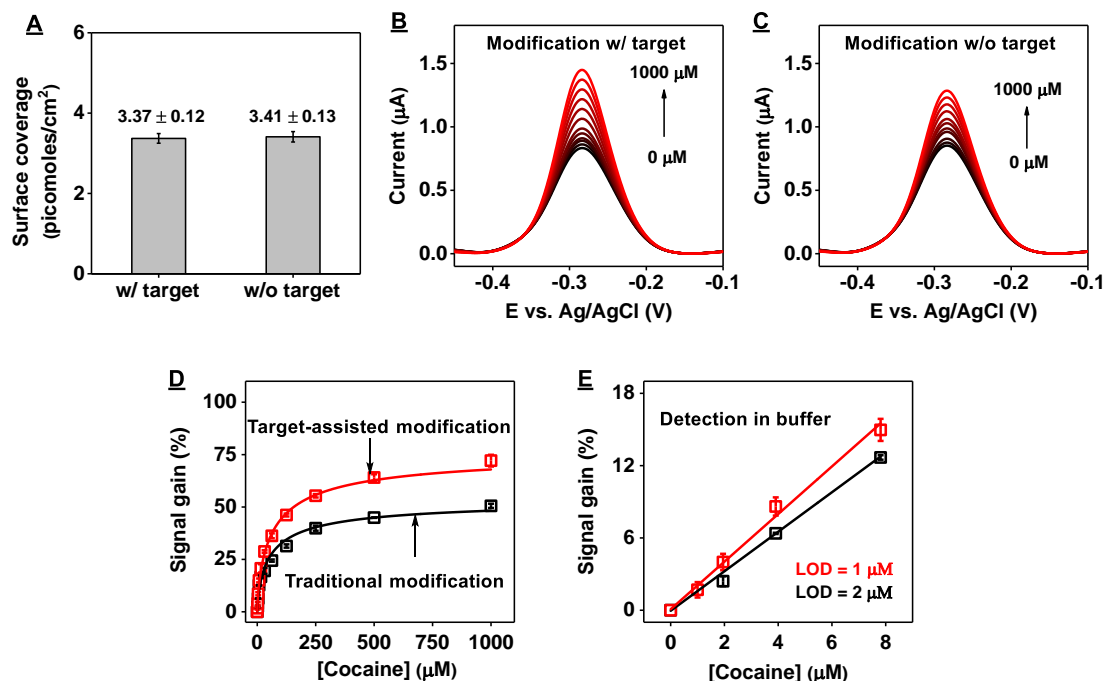 A
Surface coverage
(picomoles/cm²)
6
4
2
0
3.37 ± 0.12
3.41 ± 0.13
w/ target
w/o target
B
Modification w/ target
1000 μM
0 μM
Current (μA)
1.5
1.0
0.5
0.0
-0.4
-0.3
-0.2
-0.1
E vs. Ag/AgCl (V)
C
Modification w/o target
1000 μM
0 μM
Current (μA)
1.5
1.0
0.5
0.0
-0.4
-0.3
-0.2
-0.1
E vs. Ag/AgCl (V)
D
Signal gain (%)
100
75
50
25
0
Target-assisted modification
Traditional modification
0
250
500
750
1000
[Cocaine] (μM)
E
Signal gain (%)
18
12
6
0
Detection in buffer
LOD = 1 μM
LOD = 2 μM
0
2
4
6
8
[Cocaine] (μM)